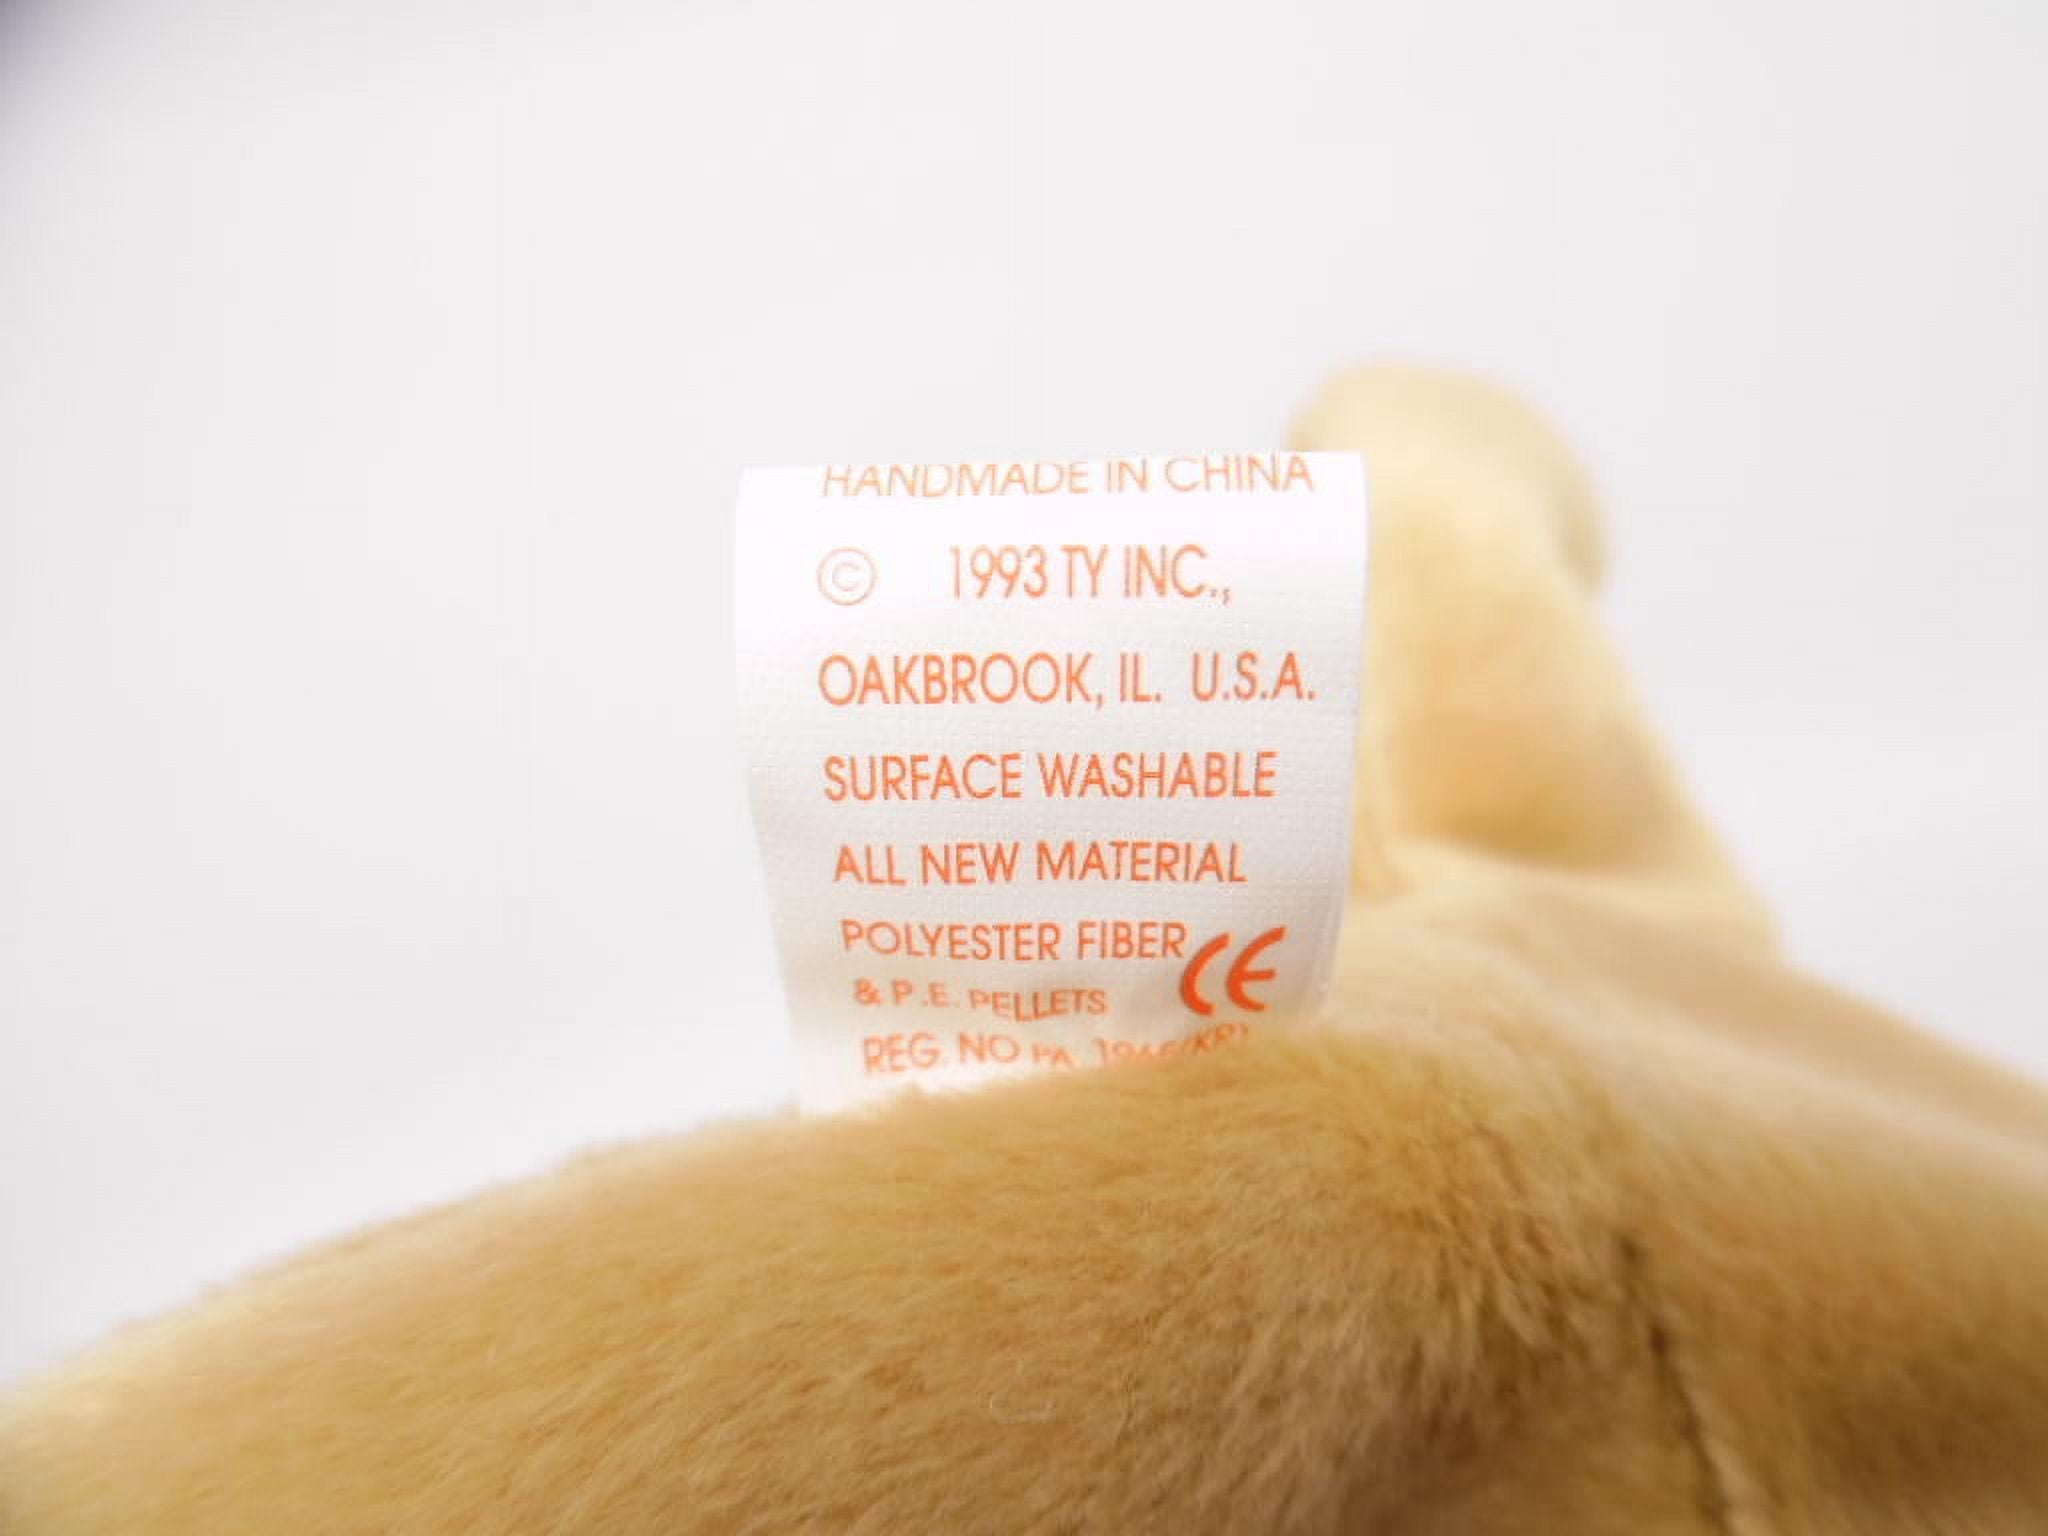 HANDMADE IN CHINA
© 1993 TY INC.,
OAKBROOK, IL. U.S.A.
SURFACE WASHABLE
ALL NEW MATERIAL
POLYESTER FIBER
& P.E. PELLETS CE
REG. NO PA.